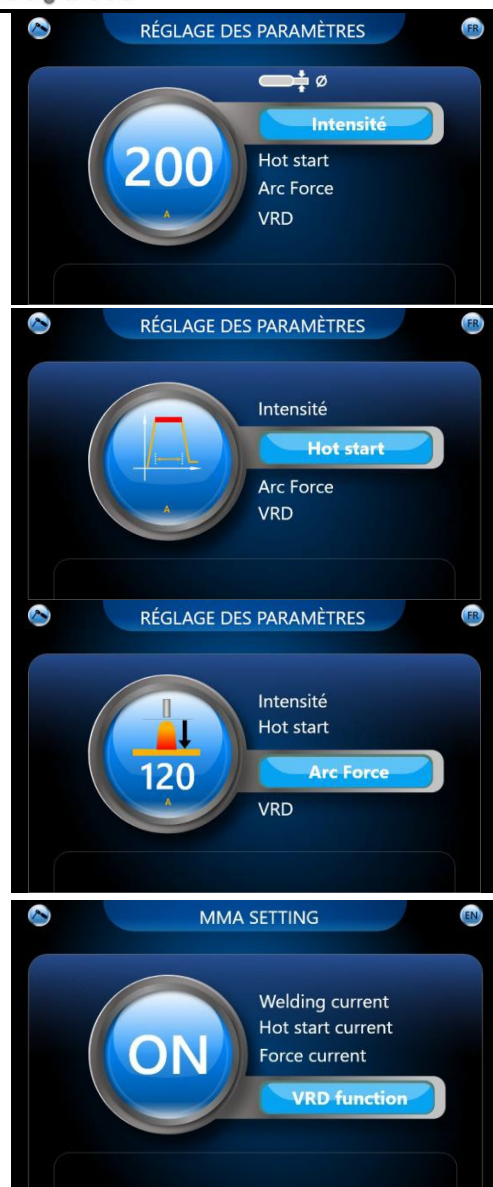 RÉGLAGE DES PARAMÈTRES
FR
Ø
Intensité
200
A
Hot start
Arc Force
VRD
RÉGLAGE DES PARAMÈTRES
FR
Intensité
Hot start
A
Arc Force
VRD
RÉGLAGE DES PARAMÈTRES
FR
Intensité
Hot start
120
A
Arc Force
VRD
MMA SETTING
EN
Welding current
Hot start current
ON
Force current
VRD function